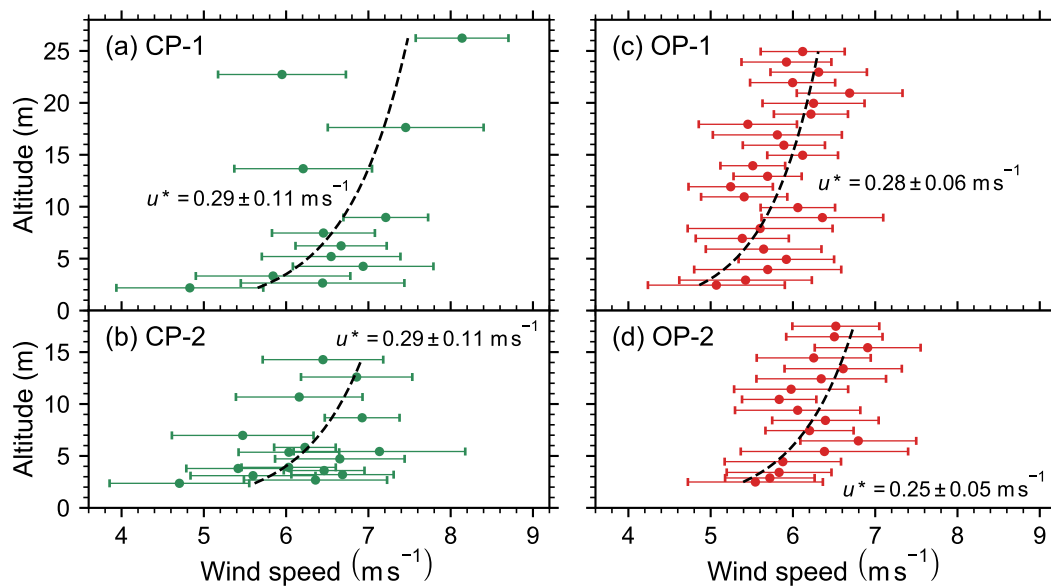 (a) CP-1
Altitude (m)
25
20
15
10
5
0
u* = 0.29 ± 0.11 m s⁻¹
(c) OP-1
u* = 0.28 ± 0.06 m s⁻¹
(b) CP-2
Altitude (m)
15
10
5
0
u* = 0.29 ± 0.11 m s⁻¹
4 5 6 7 8 9
Wind speed (m s⁻¹)
(d) OP-2
u* = 0.25 ± 0.05 m s⁻¹
4 5 6 7 8 9
Wind speed (m s⁻¹)